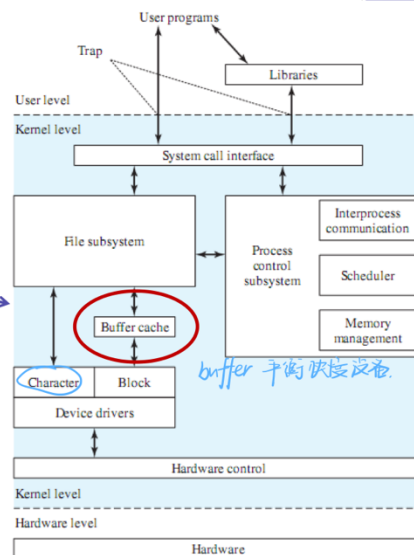 User programs
Trap
Libraries
User level
Kernel level
System call interface
File subsystem
Process
control
subsystem
Interprocess
communication
Scheduler
Memory
management
Buffer cache
Character
Block
buffer 平衡快慢设备.
Device drivers
Hardware control
Kernel level
Hardware level
Hardware